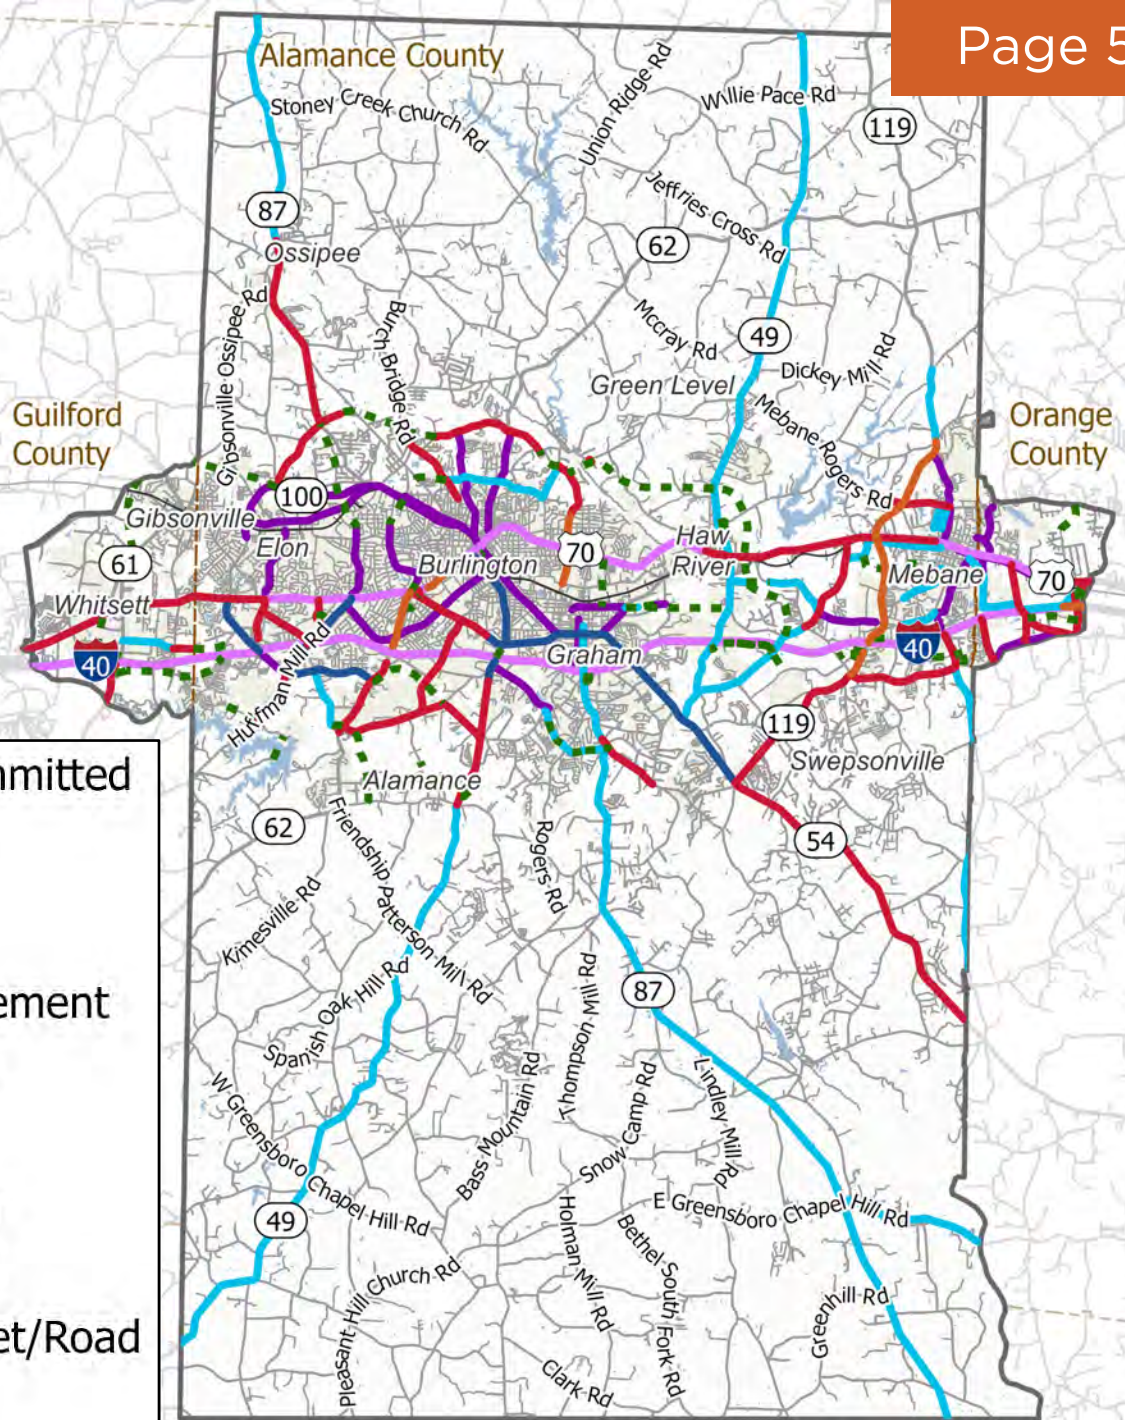 Page 5
Alamance County
Stoney Creek Church Rd
Union Ridge Rd
Willie Pace Rd
119
87
Jeffries Cross Rd
62
Ossipee
Gibsonville Ossipee Rd
Burch Bridge Rd
Mccray Rd
49
Dickey Mill Rd
Green Level
Guilford
County
Mebane Rogers Rd
Orange
County
100
Gibsonville
Elon
61
Burlington
70
Haw
River
Mebane
70
Whitsett
40
Graham
40
Huffman Mill Rd
119
Swepsonville
Alamance
mmitted
62
Friendship Patterson Mill Rd
Rogers Rd
54
Kimesville Rd
Spanish Oak Hill Rd
87
ement
Thompson Mill Rd
W Greensboro Chapel Hill Rd
Bass Mountain Rd
Snow Camp Rd
Lindley Mill Rd
E Greensboro Chapel Hill Rd
49
Holman Mill Rd
Bethel South Fork Rd
Pleasant Hill Church Rd
Greenhill Rd
et/Road
Clark Rd